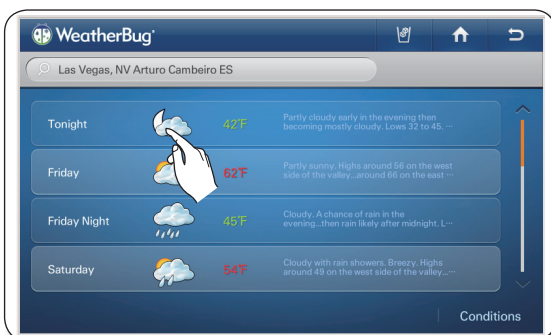 WeatherBug®
Las Vegas, NV Arturo Cambeiro ES
Tonight
42°F
Partly cloudy early in the evening then
becoming mostly cloudy. Lows 32 to 45. ···
Friday
62°F
Partly sunny. Highs around 56 on the west
side of the valley...around 66 on the east ···
Friday Night
45°F
Cloudy. A chance of rain in the
evening...then rain likely after midnight. L···
Saturday
54°F
Cloudy with rain showers. Breezy. Highs
around 49 on the west side of the valley...···
Conditions